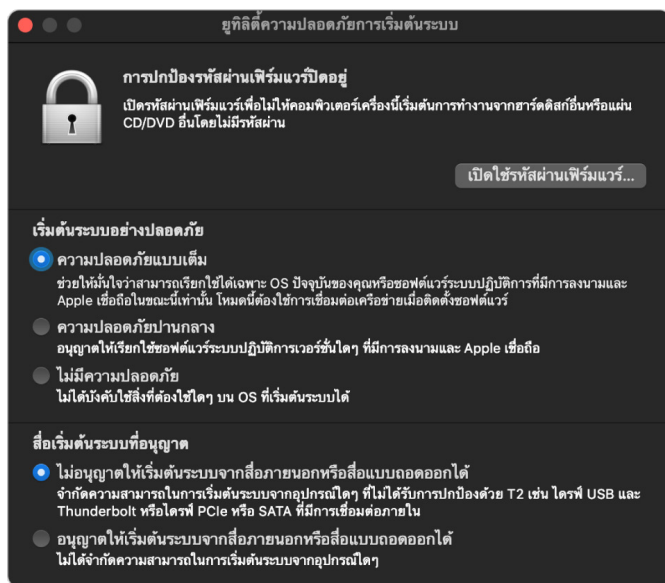 ยูทิลิตี้ความปลอดภัยการเริ่มต้นระบบ
การปกป้องรหัสผ่านเฟิร์มแวร์ปิดอยู่
เปิดรหัสผ่านเฟิร์มแวร์เพื่อไม่ให้คอมพิวเตอร์เครื่องนี้เริ่มต้นการทำงานจากฮาร์ดดิสก์อื่นหรือแผ่น
CD/DVD อื่นโดยไม่มีรหัสผ่าน
เปิดใช้รหัสผ่านเฟิร์มแวร์...
เริ่มต้นระบบอย่างปลอดภัย
ความปลอดภัยแบบเต็ม
ช่วยให้มั่นใจว่าสามารถเรียกใช้ได้เฉพาะ OS ปัจจุบันของคุณหรือซอฟต์แวร์ระบบปฏิบัติการที่มีการลงนามและ
Apple เชื่อถือในขณะนี้เท่านั้น โหมดนี้ต้องใช้การเชื่อมต่อเครือข่ายเมื่อติดตั้งซอฟต์แวร์
ความปลอดภัยปานกลาง
อนุญาตให้เรียกใช้ซอฟต์แวร์ระบบปฏิบัติการเวอร์ชั่นใดๆ ที่มีการลงนามและ Apple เชื่อถือ
ไม่มีความปลอดภัย
ไม่ได้บังคับใช้สิ่งที่ต้องใช้ใดๆ บน OS ที่เริ่มต้นระบบได้
สื่อเริ่มต้นระบบที่อนุญาต
ไม่อนุญาตให้เริ่มต้นระบบจากสื่อภายนอกหรือสื่อแบบถอดออกได้
จำกัดความสามารถในการเริ่มต้นระบบจากอุปกรณ์ใดๆ ที่ไม่ได้รับการปกป้องด้วย T2 เช่น ไดรฟ์ USB และ
Thunderbolt หรือไดรฟ์ PCIe หรือ SATA ที่มีการเชื่อมต่อภายใน
อนุญาตให้เริ่มต้นระบบจากสื่อภายนอกหรือสื่อแบบถอดออกได้
ไม่ได้จำกัดความสามารถในการเริ่มต้นระบบจากอุปกรณ์ใดๆ